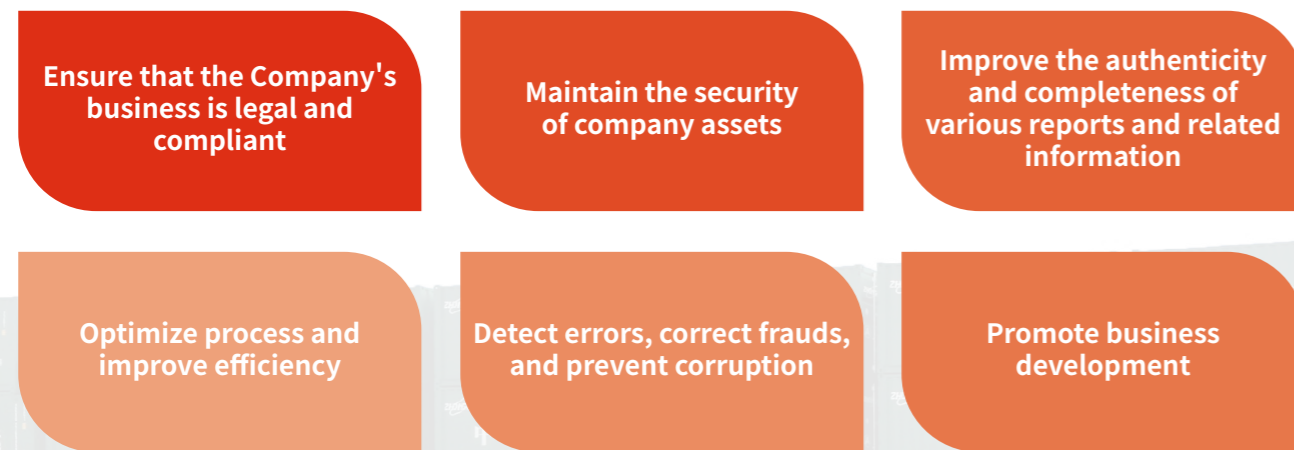 Ensure that the Company's
business is legal and
compliant
Maintain the security
of company assets
Improve the authenticity
and completeness of
various reports and related
information
Optimize process and
improve efficiency
Detect errors, correct frauds,
and prevent corruption
Promote business
development